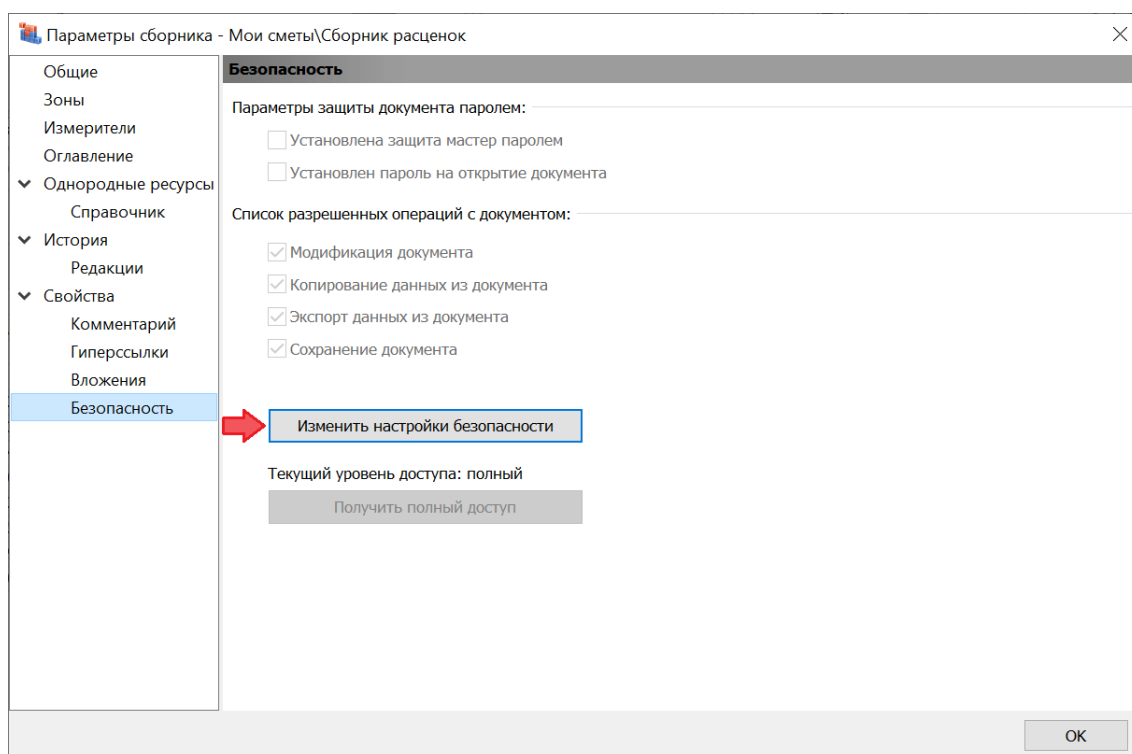 Параметры сборника - Мои сметы\Сборник расценок
Общие
Зоны
Измерители
Оглавление
Однородные ресурсы
Справочник
История
Редакции
Свойства
Комментарий
Гиперссылки
Вложения
Безопасность
Безопасность
Параметры защиты документа паролем:
Установлена защита мастер паролем
Установлен пароль на открытие документа
Список разрешенных операций с документом:
Модификация документа
Копирование данных из документа
Экспорт данных из документа
Сохранение документа
Изменить настройки безопасности
Текущий уровень доступа: полный
Получить полный доступ
OK